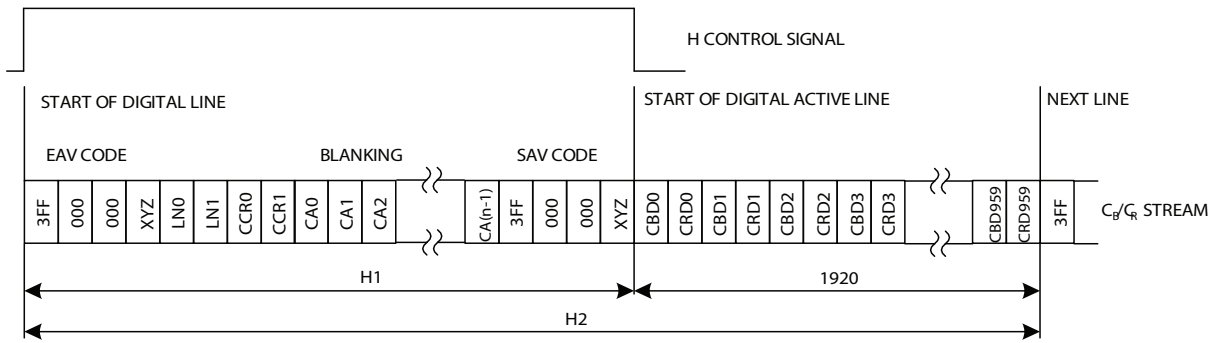 H CONTROL SIGNAL
START OF DIGITAL LINE
START OF DIGITAL ACTIVE LINE
NEXT LINE
EAV CODE
BLANKING
SAV CODE
3FF 000 000 XYZ LN0 LN1 CCR0 CCR1 CA0 CA1 CA2 CA(n-1) 3FF 000 000 XYZ CBD0 CRD0 CBD1 CRD1 CBD2 CRD2 CBD3 CRD3 CBD959 CRD959 3FF
CB/CR STREAM
H1
1920
H2